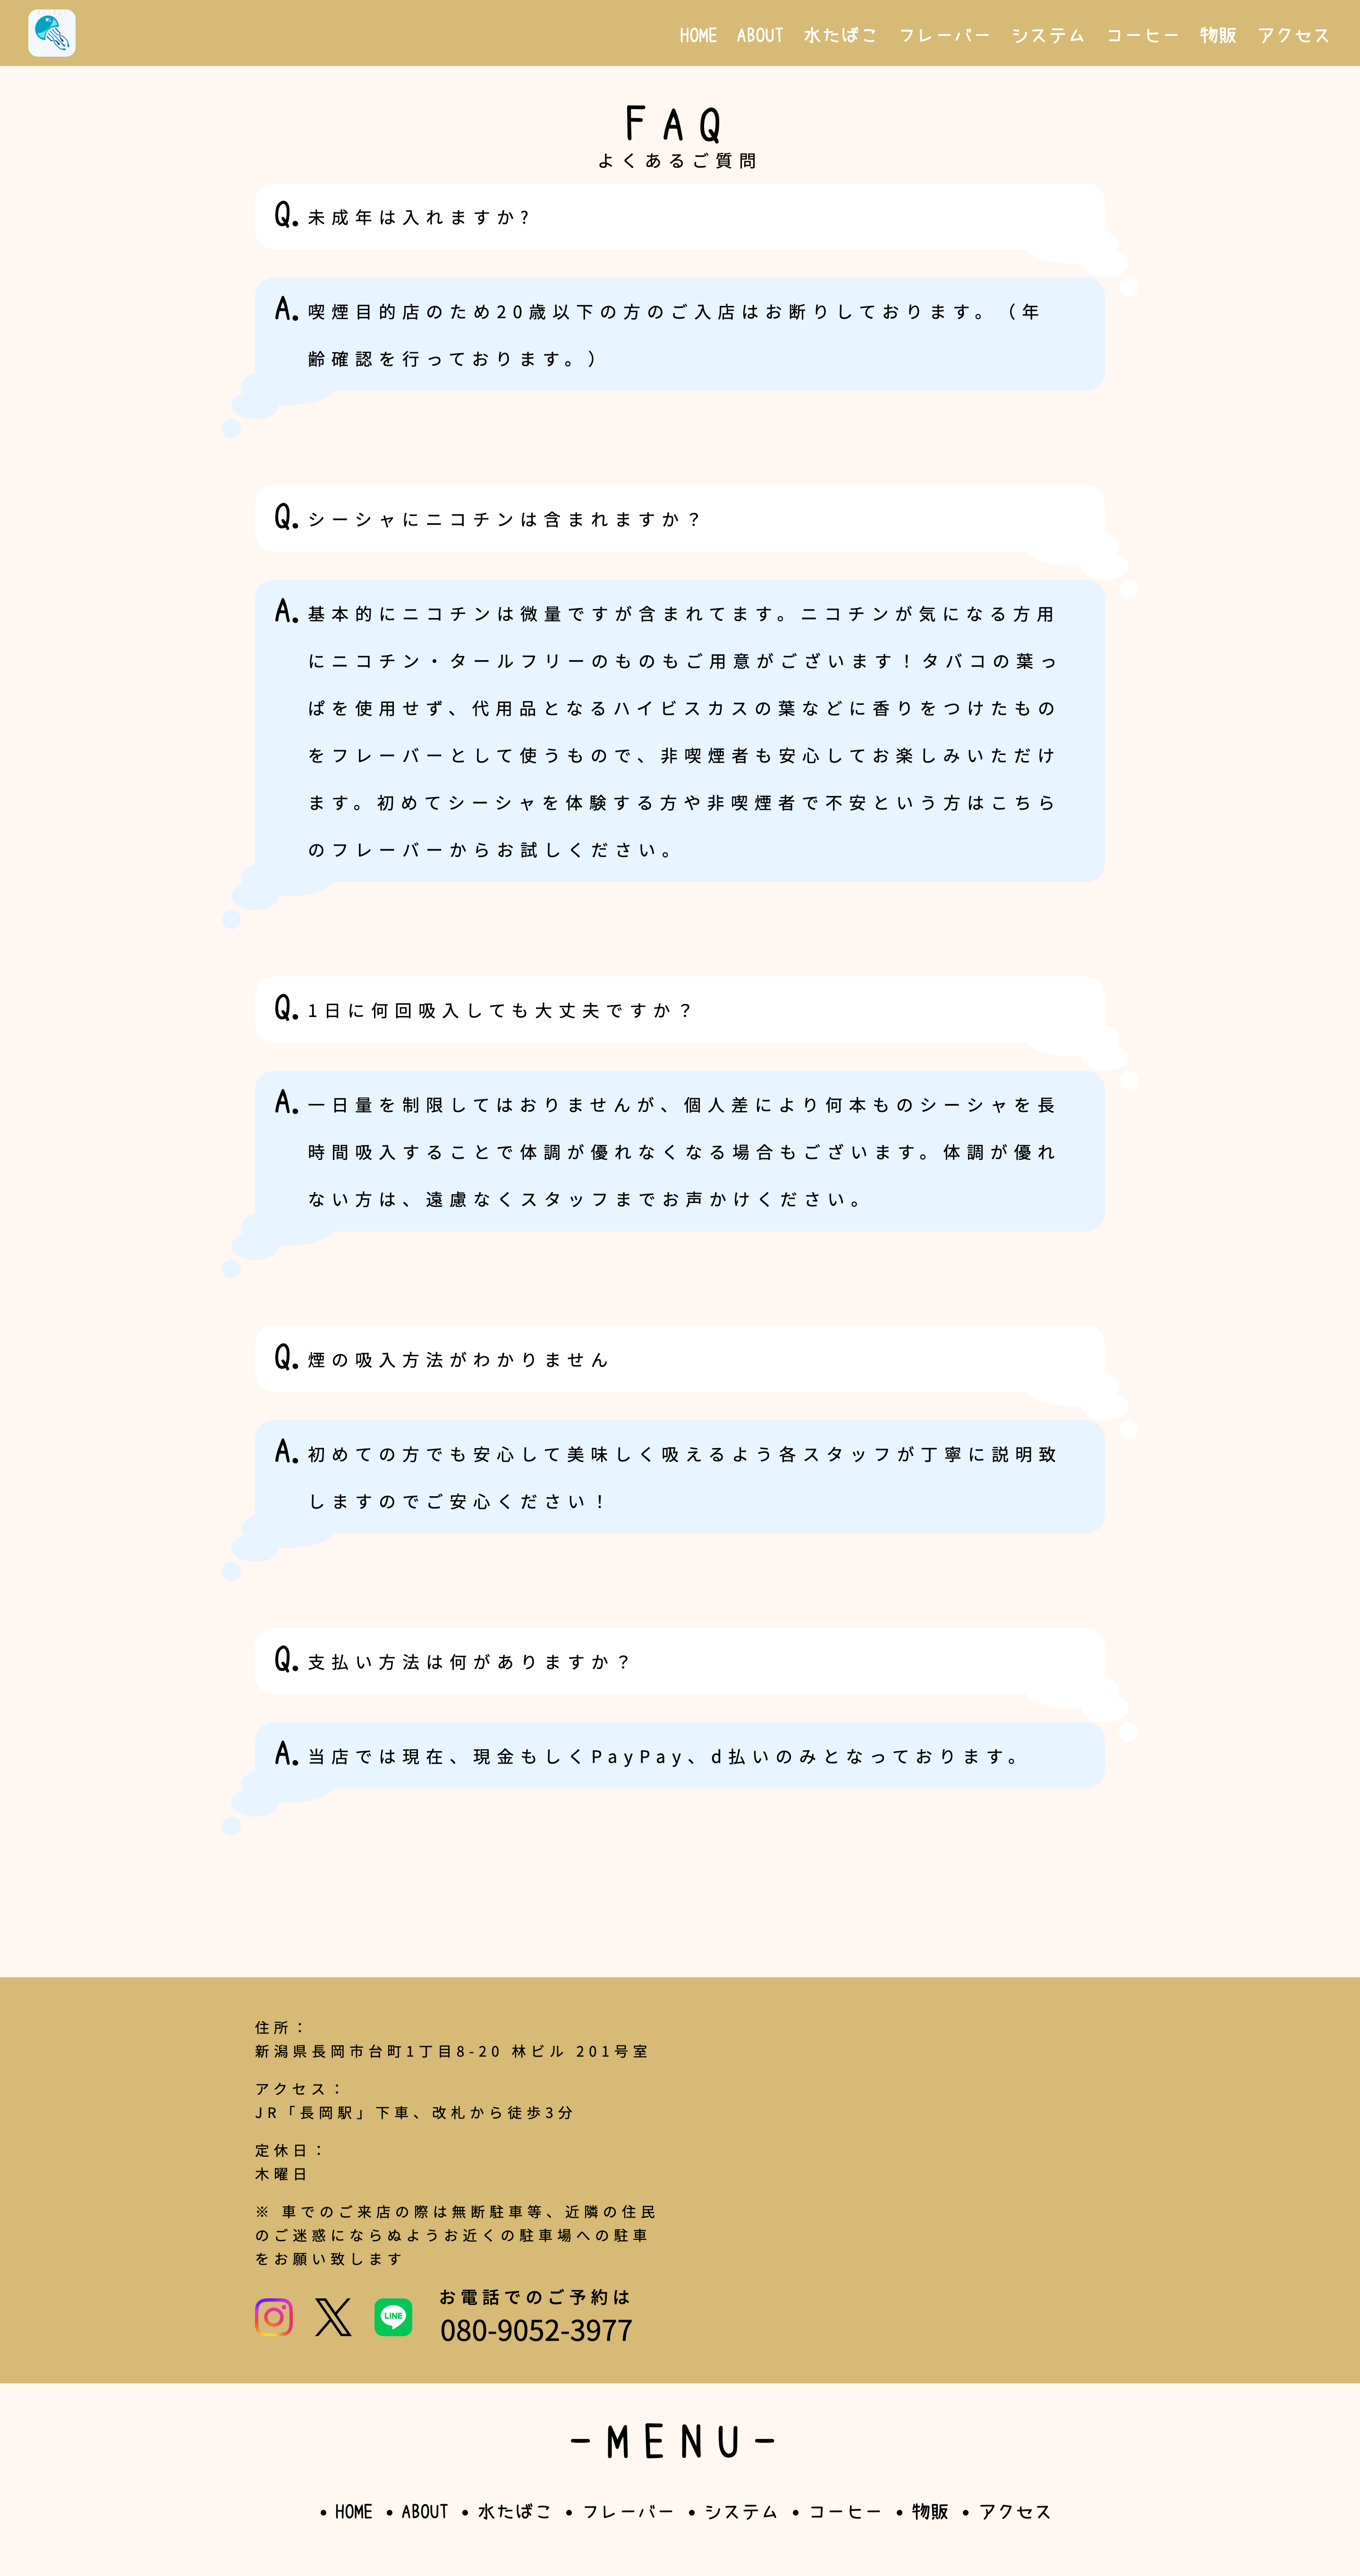 HOME ABOUT 水たばこ フレーバー システム コーヒー 物販 アクセス
FAQ
よくあるご質問
Q. 未成年は入れますか?
A. 喫煙目的店のため20歳以下の方のご入店はお断りしております。（年
齢確認を行っております。）
Q. シーシャにニコチンは含まれますか？
A. 基本的にニコチンは微量ですが含まれてます。ニコチンが気になる方用
にニコチン・タールフリーのものもご用意がございます！タバコの葉っ
ぱを使用せず、代用品となるハイビスカスの葉などに香りをつけたもの
をフレーバーとして使うもので、非喫煙者も安心してお楽しみいただけ
ます。初めてシーシャを体験する方や非喫煙者で不安という方はこちら
のフレーバーからお試しください。
Q. 1日に何回吸入しても大丈夫ですか？
A. 一日量を制限してはおりませんが、個人差により何本ものシーシャを長
時間吸入することで体調が優れなくなる場合もございます。体調が優れ
ない方は、遠慮なくスタッフまでお声かけください。
Q. 煙の吸入方法がわかりません
A. 初めての方でも安心して美味しく吸えるよう各スタッフが丁寧に説明致
しますのでご安心ください！
Q. 支払い方法は何がありますか？
A. 当店では現在、現金もしくPayPay、d払いのみとなっております。
住所：
新潟県長岡市台町1丁目8-20 林ビル 201号室
アクセス：
JR「長岡駅」下車、改札から徒歩3分
定休日：
木曜日
※ 車でのご来店の際は無断駐車等、近隣の住民
のご迷惑にならぬようお近くの駐車場への駐車
をお願い致します
LINE
お電話でのご予約は
080-9052-3977
-MENU-
• HOME • ABOUT • 水たばこ • フレーバー • システム • コーヒー • 物販 • アクセス